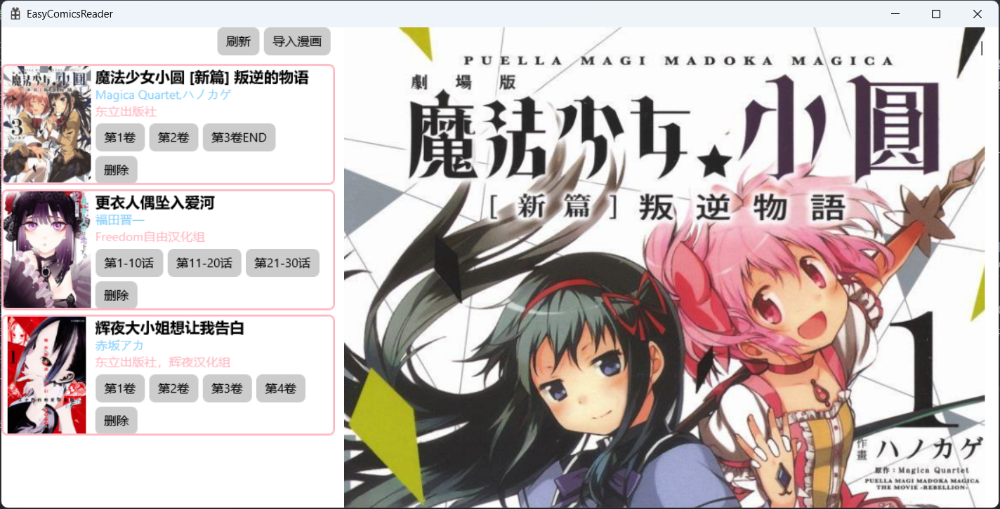 EasyComicsReader
刷新 导入漫画
魔法少女小圆 [新篇] 叛逆的物语
Magica Quartet,ハノカゲ
东立出版社
第1卷 第2卷 第3卷END
删除
更衣人偶坠入爱河
福田晋一
Freedom自由汉化组
第1-10话 第11-20话 第21-30话
删除
辉夜大小姐想让我告白
赤坂アカ
东立出版社，辉夜汉化组
第1卷 第2卷 第3卷 第4卷
删除
PUELLA MAGI MADOKA MAGICA
劇場版
魔法少女★小圓
[新篇]叛逆物語
1
作畫 ハノカゲ
原作：Magica Quartet
PUELLA MAGI MADOKA MAGICA
THE MOVIE -REBELLION-
魔法少女小圓
3
1